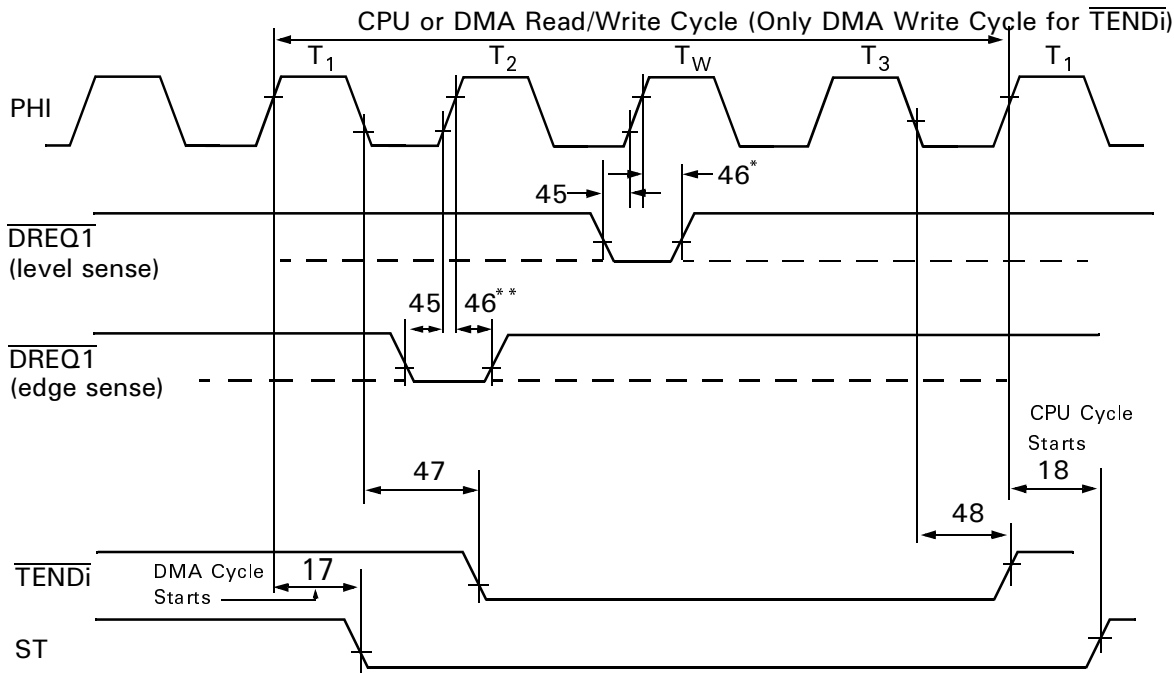 CPU or DMA Read/Write Cycle (Only DMA Write Cycle for TENDi)
T1 T2 TW T3 T1
PHI
45 46*
DREQ1
(level sense)
45 46**
DREQ1
(edge sense)
CPU Cycle
Starts
47 18
48
TENDi
DMA Cycle
Starts
17
ST